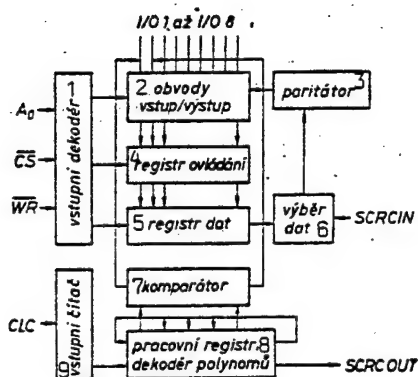 I/O 1 až I/O 8
1 vstupní dekodér
2 obvody
vstup/výstup
paritátor 3
A0
4 registr ovládání
CS
WR
5 registr dat
výběr
dat 6
SCRCIN
7 komparátor
CLC
9 vstupní čítač
pracovní registr 8
dekodér polynomů
SCRC OUT